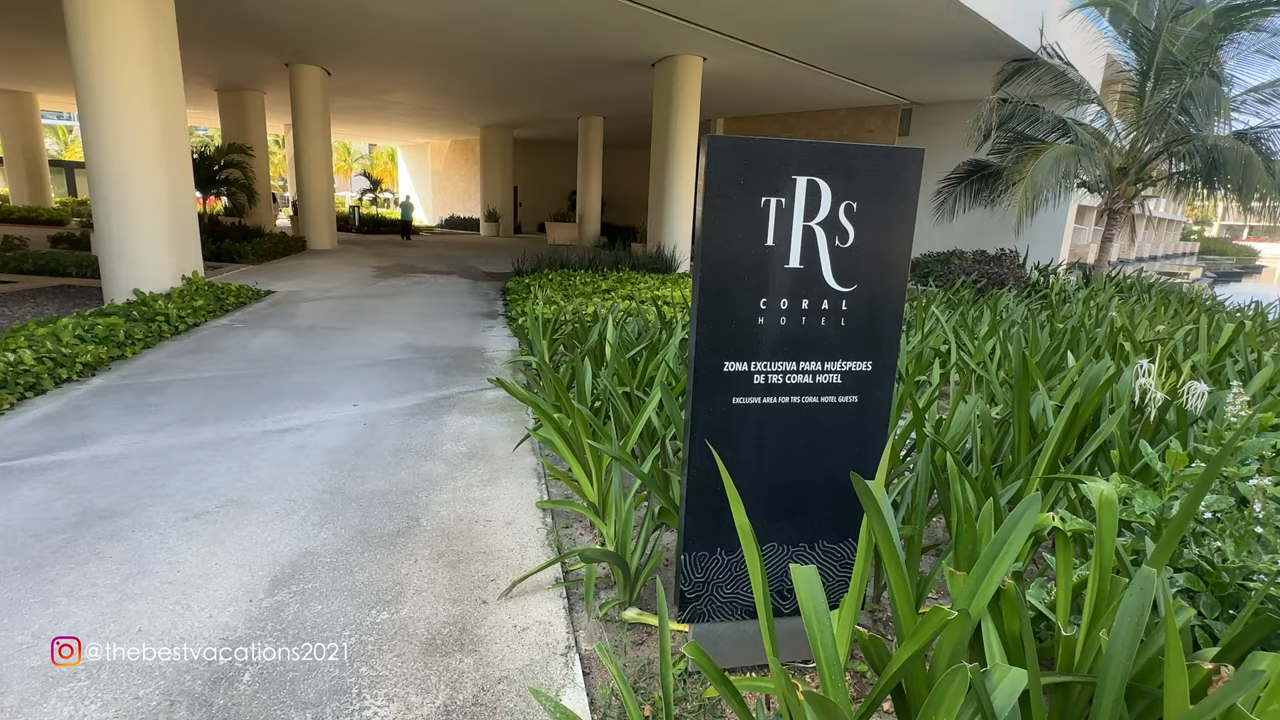 TRS
CORAL
HOTEL
ZONA EXCLUSIVA PARA HUÉSPEDES
DE TRS CORAL HOTEL
EXCLUSIVE AREA FOR TRS CORAL HOTEL GUESTS
@thebestvacations2021